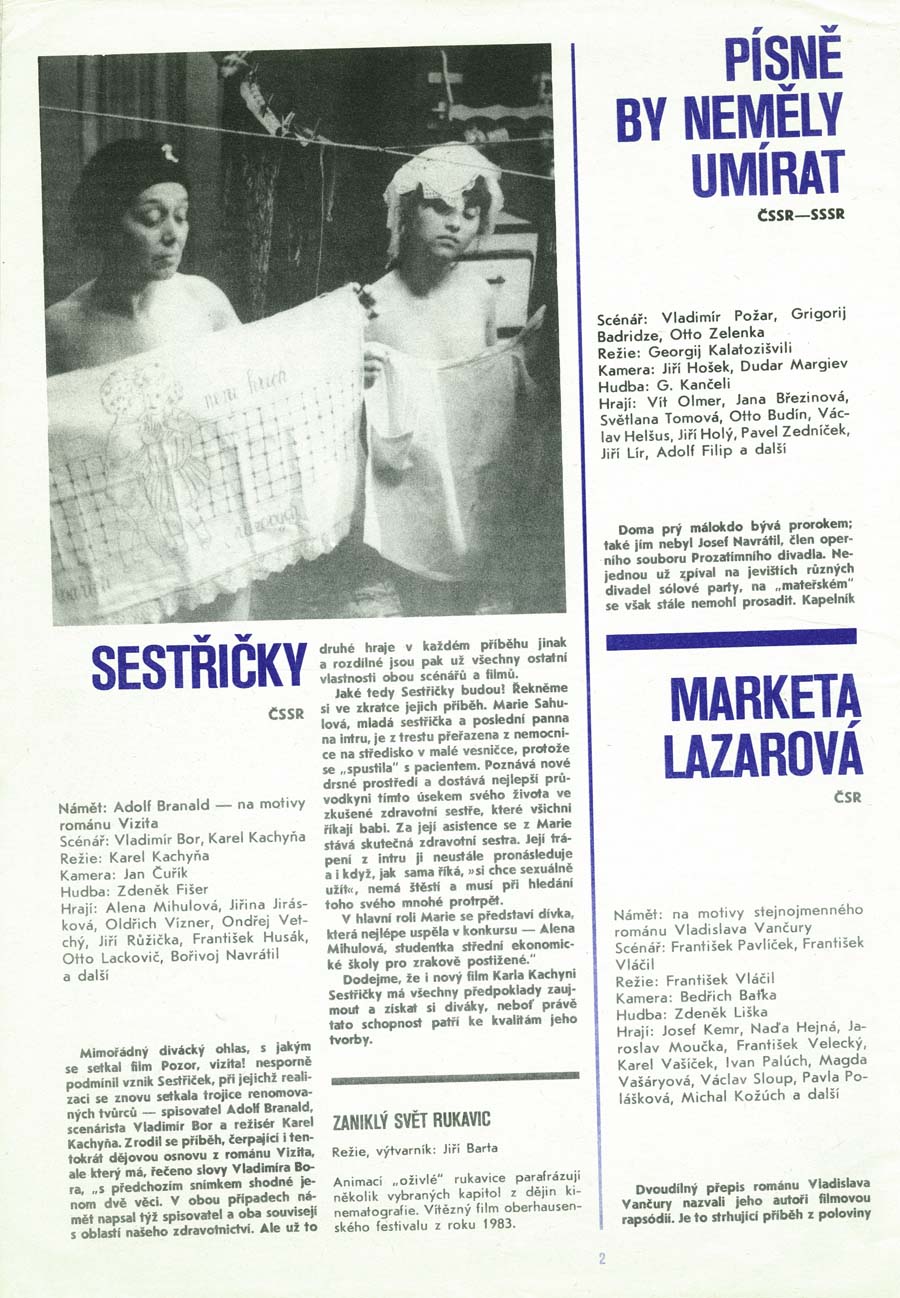 není hřích
SESTŘIČKY
ČSSR
Námět: Adolf Branald — na motivy
románu Vizita
Scénář: Vladimír Bor, Karel Kachyňa
Režie: Karel Kachyňa
Kamera: Jan Čuřík
Hudba: Zdeněk Fišer
Hrají: Alena Mihulová, Jiřina Jirás-
ková, Oldřich Vízner, Ondřej Vet-
chý, Jiří Růžička, František Husák,
Otto Lackovič, Bořivoj Navrátil
a další
Mimořádný divácký ohlas, s jakým
se setkal film Pozor, vizita! nesporně
podmínil vznik Sestřiček, při jejichž reali-
zaci se znovu setkala trojice renomova-
ných tvůrců — spisovatel Adolf Branald,
scenárista Vladimír Bor a režisér Karel
Kachyňa. Zrodil se příběh, čerpající i ten-
tokrát dějovou osnovu z románu Vizita,
ale který má, řečeno slovy Vladimíra Bo-
ra, „s předchozím snímkem shodné je-
nom dvě věci. V obou případech ná-
mět napsal týž spisovatel a oba souvisejí
s oblastí našeho zdravotnictví. Ale už to
druhé hraje v každém příběhu jinak
a rozdílné jsou pak už všechny ostatní
vlastnosti obou scénářů a filmů.
Jaké tedy Sestřičky budou! Řekněme
si ve zkratce jejich příběh. Marie Sahu-
lová, mladá sestřička a poslední panna
na intru, je z trestu přeřazena z nemocni-
ce na středisko v malé vesničce, protože
se „spustila“ s pacientem. Poznává nové
drsné prostředí a dostává nejlepší prů-
vodkyni tímto úsekem svého života ve
zkušené zdravotní sestře, které všichni
říkají babi. Za její asistence se z Marie
stává skutečná zdravotní sestra. Její trá-
pení z intru ji neustále pronásleduje
a i když, jak sama říká, »si chce sexuálně
užít«, nemá štěstí a musí při hledání
toho svého mnohé protrpět.
V hlavní roli Marie se představí dívka,
která nejlépe uspěla v konkursu — Alena
Mihulová, studentka střední ekonomic-
ké školy pro zrakově postižené.“
Dodejme, že i nový film Karla Kachyni
Sestřičky má všechny předpoklady zauj-
mout a získat si diváky, neboť právě
tato schopnost patří ke kvalitám jeho
tvorby.
ZANIKLÝ SVĚT RUKAVIC
Režie, výtvarník: Jiří Barta
Animací „oživlé“ rukavice parafrázují
několik vybraných kapitol z dějin ki-
nematografie. Vítězný film oberhausen-
ského festivalu z roku 1983.
PÍSNĚ
BY NEMĚLY
UMÍRAT
ČSSR—SSSR
Scénář: Vladimír Požar, Grigorij
Badridze, Otto Zelenka
Režie: Georgij Kalatozišvili
Kamera: Jiří Hošek, Dudar Margiev
Hudba: G. Kančeli
Hrají: Vít Olmer, Jana Březinová,
Světlana Tomová, Otto Budín, Vác-
lav Helšus, Jiří Holý, Pavel Zedníček,
Jiří Lír, Adolf Filip a další
Doma prý málokdo bývá prorokem;
také jím nebyl Josef Navrátil, člen oper-
ního souboru Prozatímního divadla. Ne-
jednou už zpíval na jevištích různých
divadel sólové party, na „mateřském“
se však stále nemohl prosadit. Kapelník
MARKETA
LAZAROVÁ
ČSR
Námět: na motivy stejnojmenného
románu Vladislava Vančury
Scénář: František Pavlíček, František
Vláčil
Režie: František Vláčil
Kamera: Bedřich Baťka
Hudba: Zdeněk Liška
Hrají: Josef Kemr, Naďa Hejná, Ja-
roslav Moučka, František Velecký,
Karel Vašíček, Ivan Palúch, Magda
Vašáryová, Václav Sloup, Pavla Po-
lášková, Michal Kožúch a další
Dvoudílný přepis románu Vladislava
Vančury nazvali jeho autoři filmovou
rapsódií. Je to strhující příběh z poloviny
2